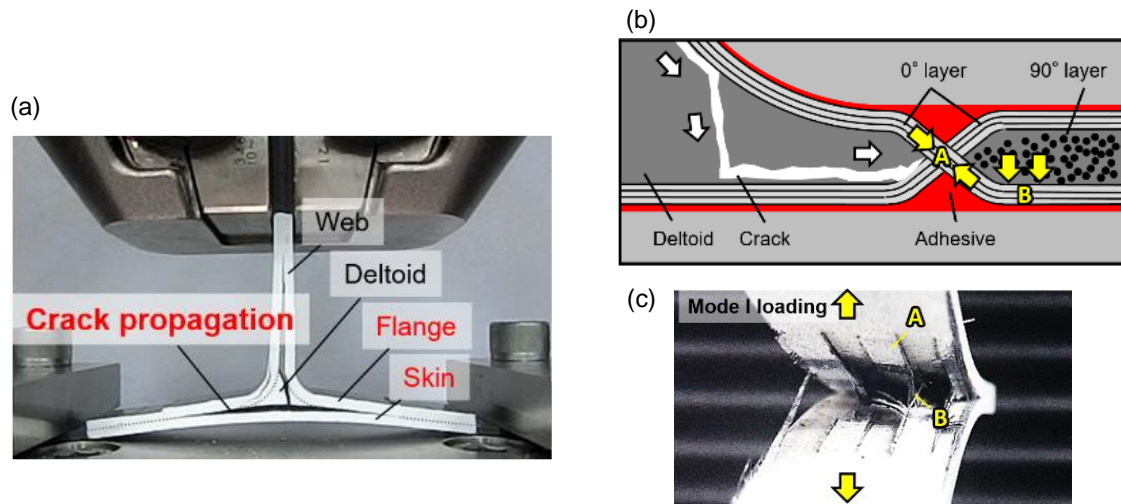 (a)
Web
Deltoid
Crack propagation
Flange
Skin
(b)
0° layer
90° layer
A
B
Deltoid
Crack
Adhesive
(c)
Mode I loading
A
B